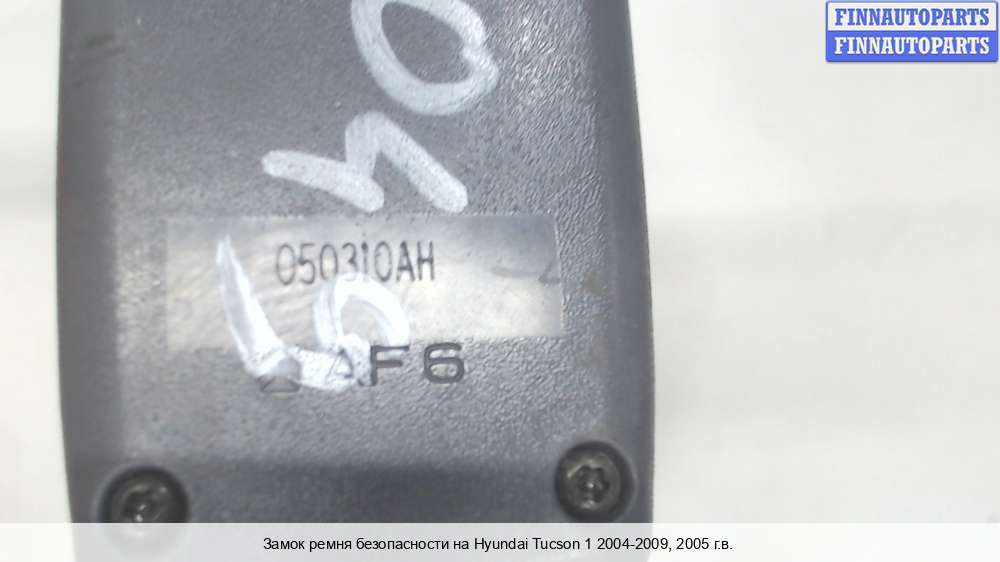 FINNAUTOPARTS
FINNAUTOPARTS
050310AH
AF6
Замок ремня безопасности на Hyundai Tucson 1 2004-2009, 2005 г.в.